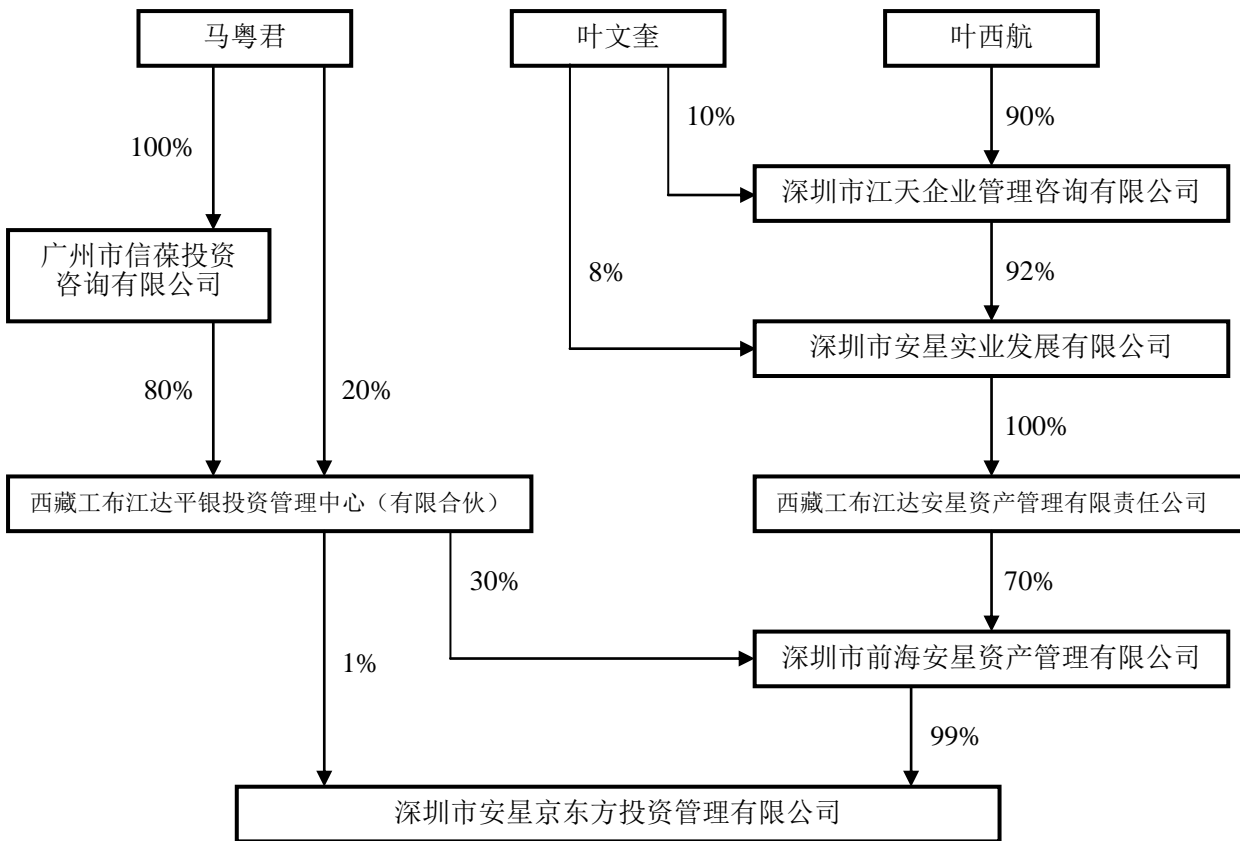 马粤君
叶文奎
叶西航
10%
90%
100%
深圳市江天企业管理咨询有限公司
广州市信葆投资
咨询有限公司
8%
92%
深圳市安星实业发展有限公司
80%
20%
100%
西藏工布江达平银投资管理中心（有限合伙）
西藏工布江达安星资产管理有限责任公司
30%
70%
1%
深圳市前海安星资产管理有限公司
99%
深圳市安星京东方投资管理有限公司